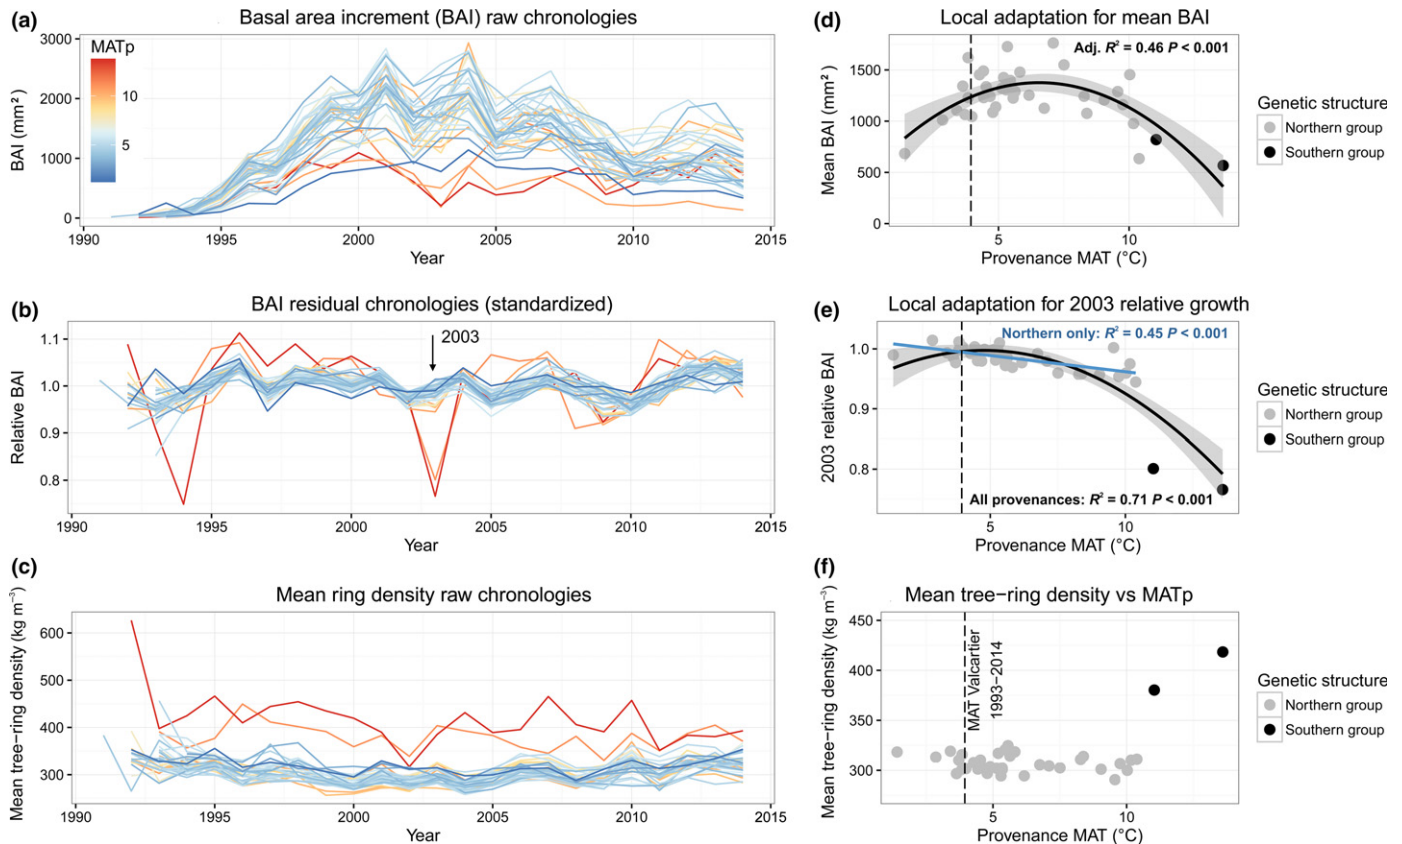 (a)
Basal area increment (BAI) raw chronologies
MATp
10
5
3000
2000
1000
0
BAI (mm²)
1990
1995
2000
2005
2010
2015
Year
(d)
Local adaptation for mean BAI
Adj. R² = 0.46 P < 0.001
1500
1000
500
0
Mean BAI (mm²)
5
10
Provenance MAT (°C)
Genetic structure
Northern group
Southern group
(b)
BAI residual chronologies (standardized)
2003
1.1
1.0
0.9
0.8
Relative BAI
1990
1995
2000
2005
2010
2015
Year
(e)
Local adaptation for 2003 relative growth
Northern only: R² = 0.45 P < 0.001
1.0
0.9
0.8
2003 relative BAI
All provenances: R² = 0.71 P < 0.001
5
10
Provenance MAT (°C)
Genetic structure
Northern group
Southern group
(c)
Mean ring density raw chronologies
600
500
400
300
Mean tree−ring density (kg m⁻³)
1990
1995
2000
2005
2010
2015
Year
(f)
Mean tree−ring density vs MATp
450
400
350
300
Mean tree−ring density (kg m⁻³)
MAT Valcartier
1993−2014
5
10
Provenance MAT (°C)
Genetic structure
Northern group
Southern group